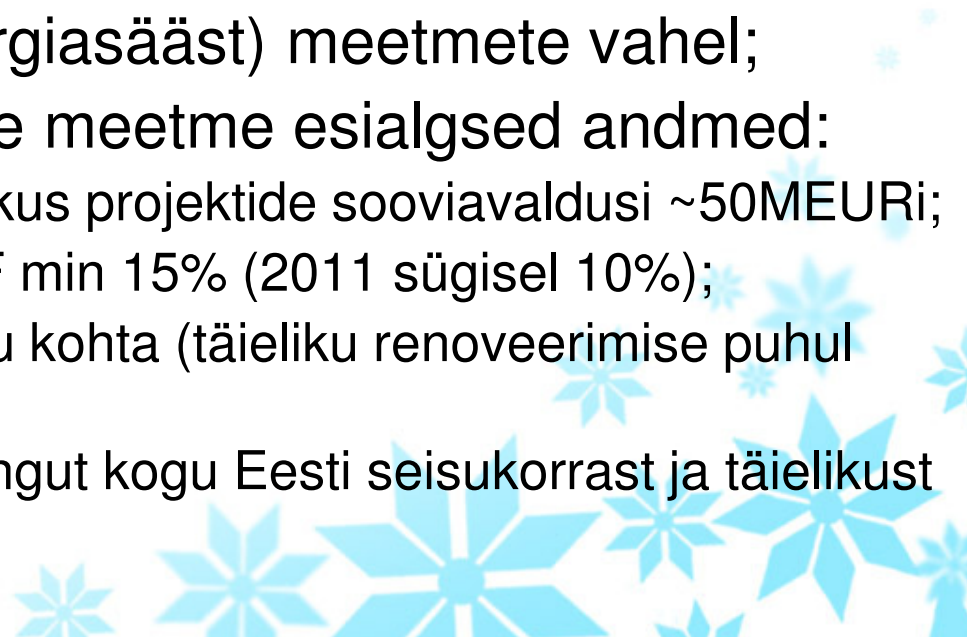 rgiasääst) meetmete vahel;
e meetme esialgsed andmed:
kus projektide sooviavaldusi ~50MEURi;
min 15% (2011 sügisel 10%);
u kohta (täieliku renoveerimise puhul
ngut kogu Eesti seisukorrast ja täielikust